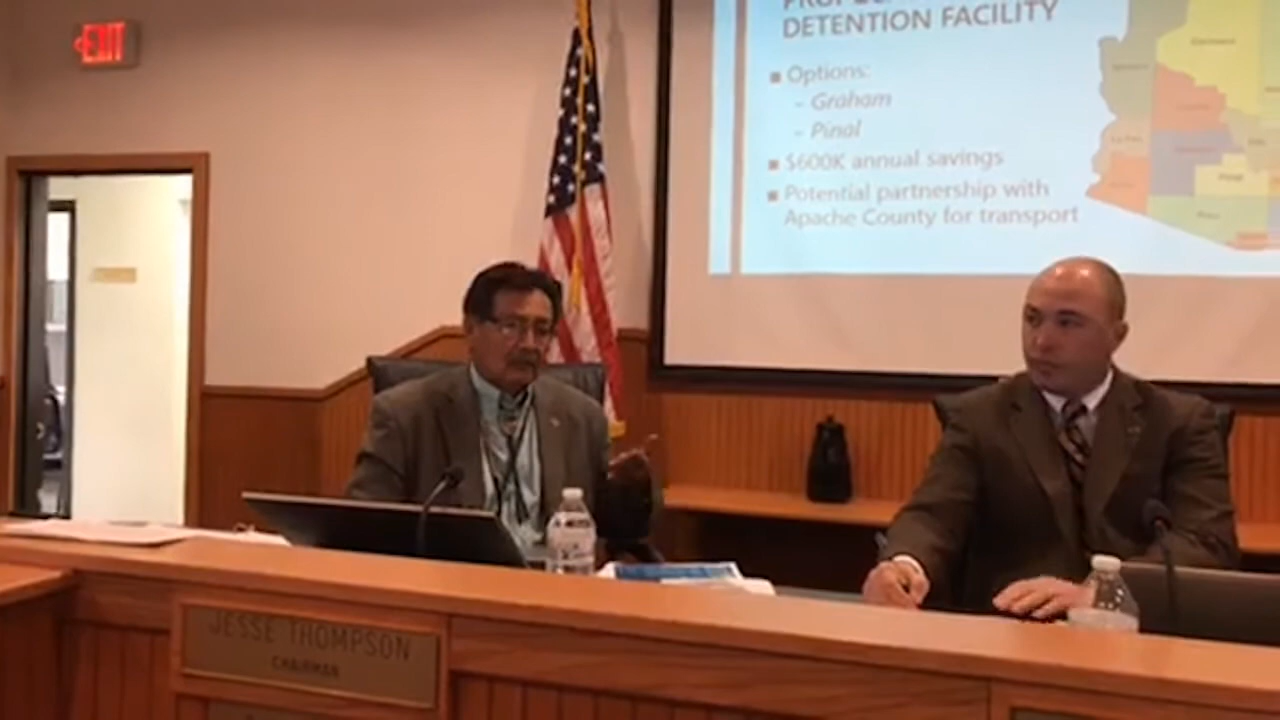 EXIT
DETENTION FACILITY
Options:
- Graham
- Pinal
$600K annual savings
Potential partnership with
Apache County for transport
JESSE THOMPSON
CHAIRMAN